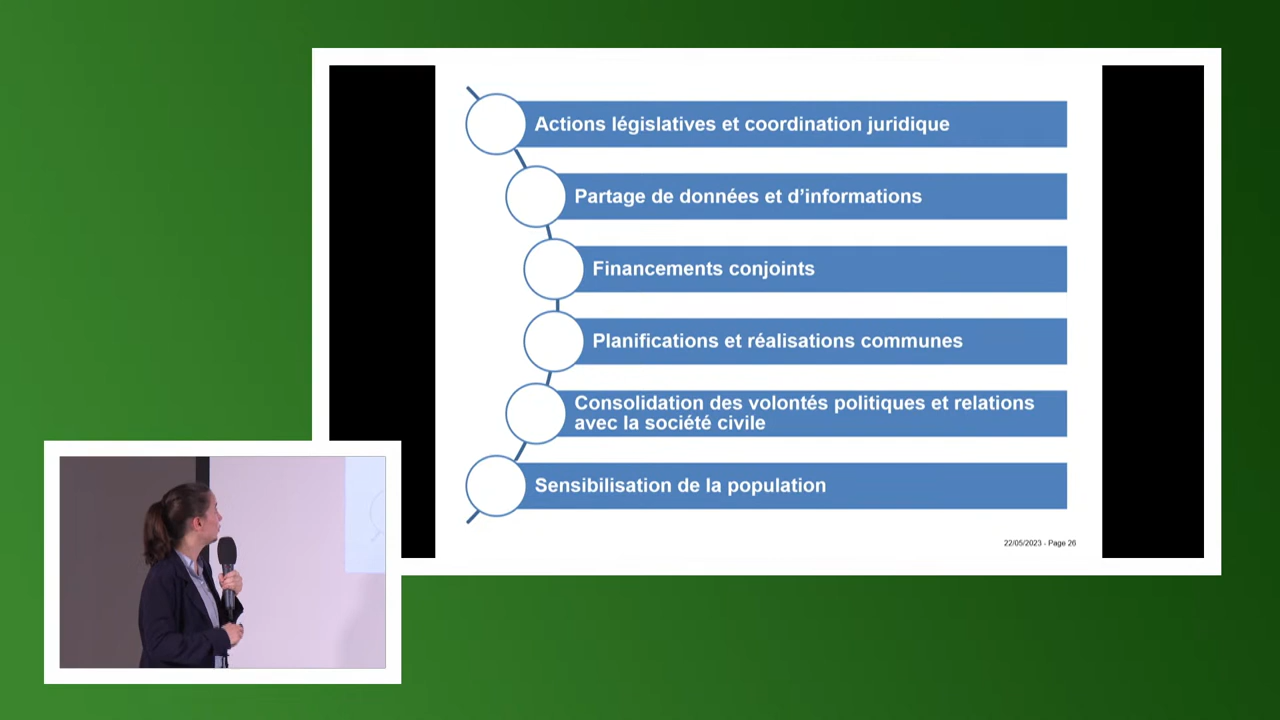 Actions législatives et coordination juridique
Partage de données et d’informations
Financements conjoints
Planifications et réalisations communes
Consolidation des volontés politiques et relations
avec la société civile
Sensibilisation de la population
22/05/2023 - Page 26